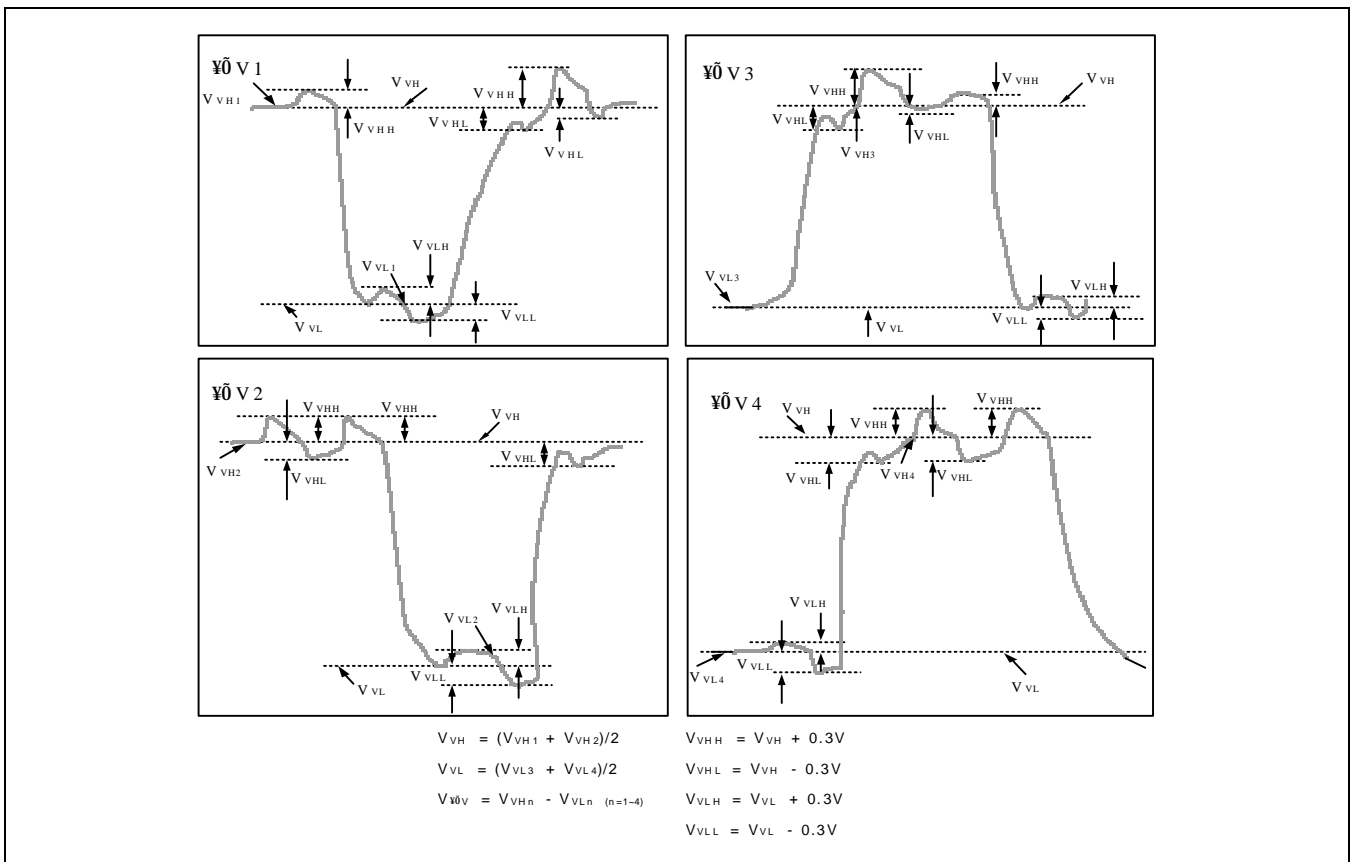 ¥Õ V 1
V VH
V VH1
V VHH
V VHH
V VHL
V VHL
V VLH
V VL1
V VLL
V VL
¥Õ V 3
V VHH
V VHH
V VH
V VHL
V VHL
V VH3
V VL3
V VLH
V VLL
V VL
¥Õ V 2
V VHH
V VHH
V VH
V VH2
V VHL
V VHL
V VLH
V VL2
V VLL
V VL
¥Õ V 4
V VH
V VHH
V VHH
V VHL
V VH4
V VHL
V VLH
V VLL
V VL4
V VL
VVH = (VVH1 + VVH2)/2
VVL = (VVL3 + VVL4)/2
V¥ÕV = VVHn - VVLn (n=1~4)
VVHH = VVH + 0.3V
VVHL = VVH - 0.3V
VVLH = VVL + 0.3V
VVLL = VVL - 0.3V